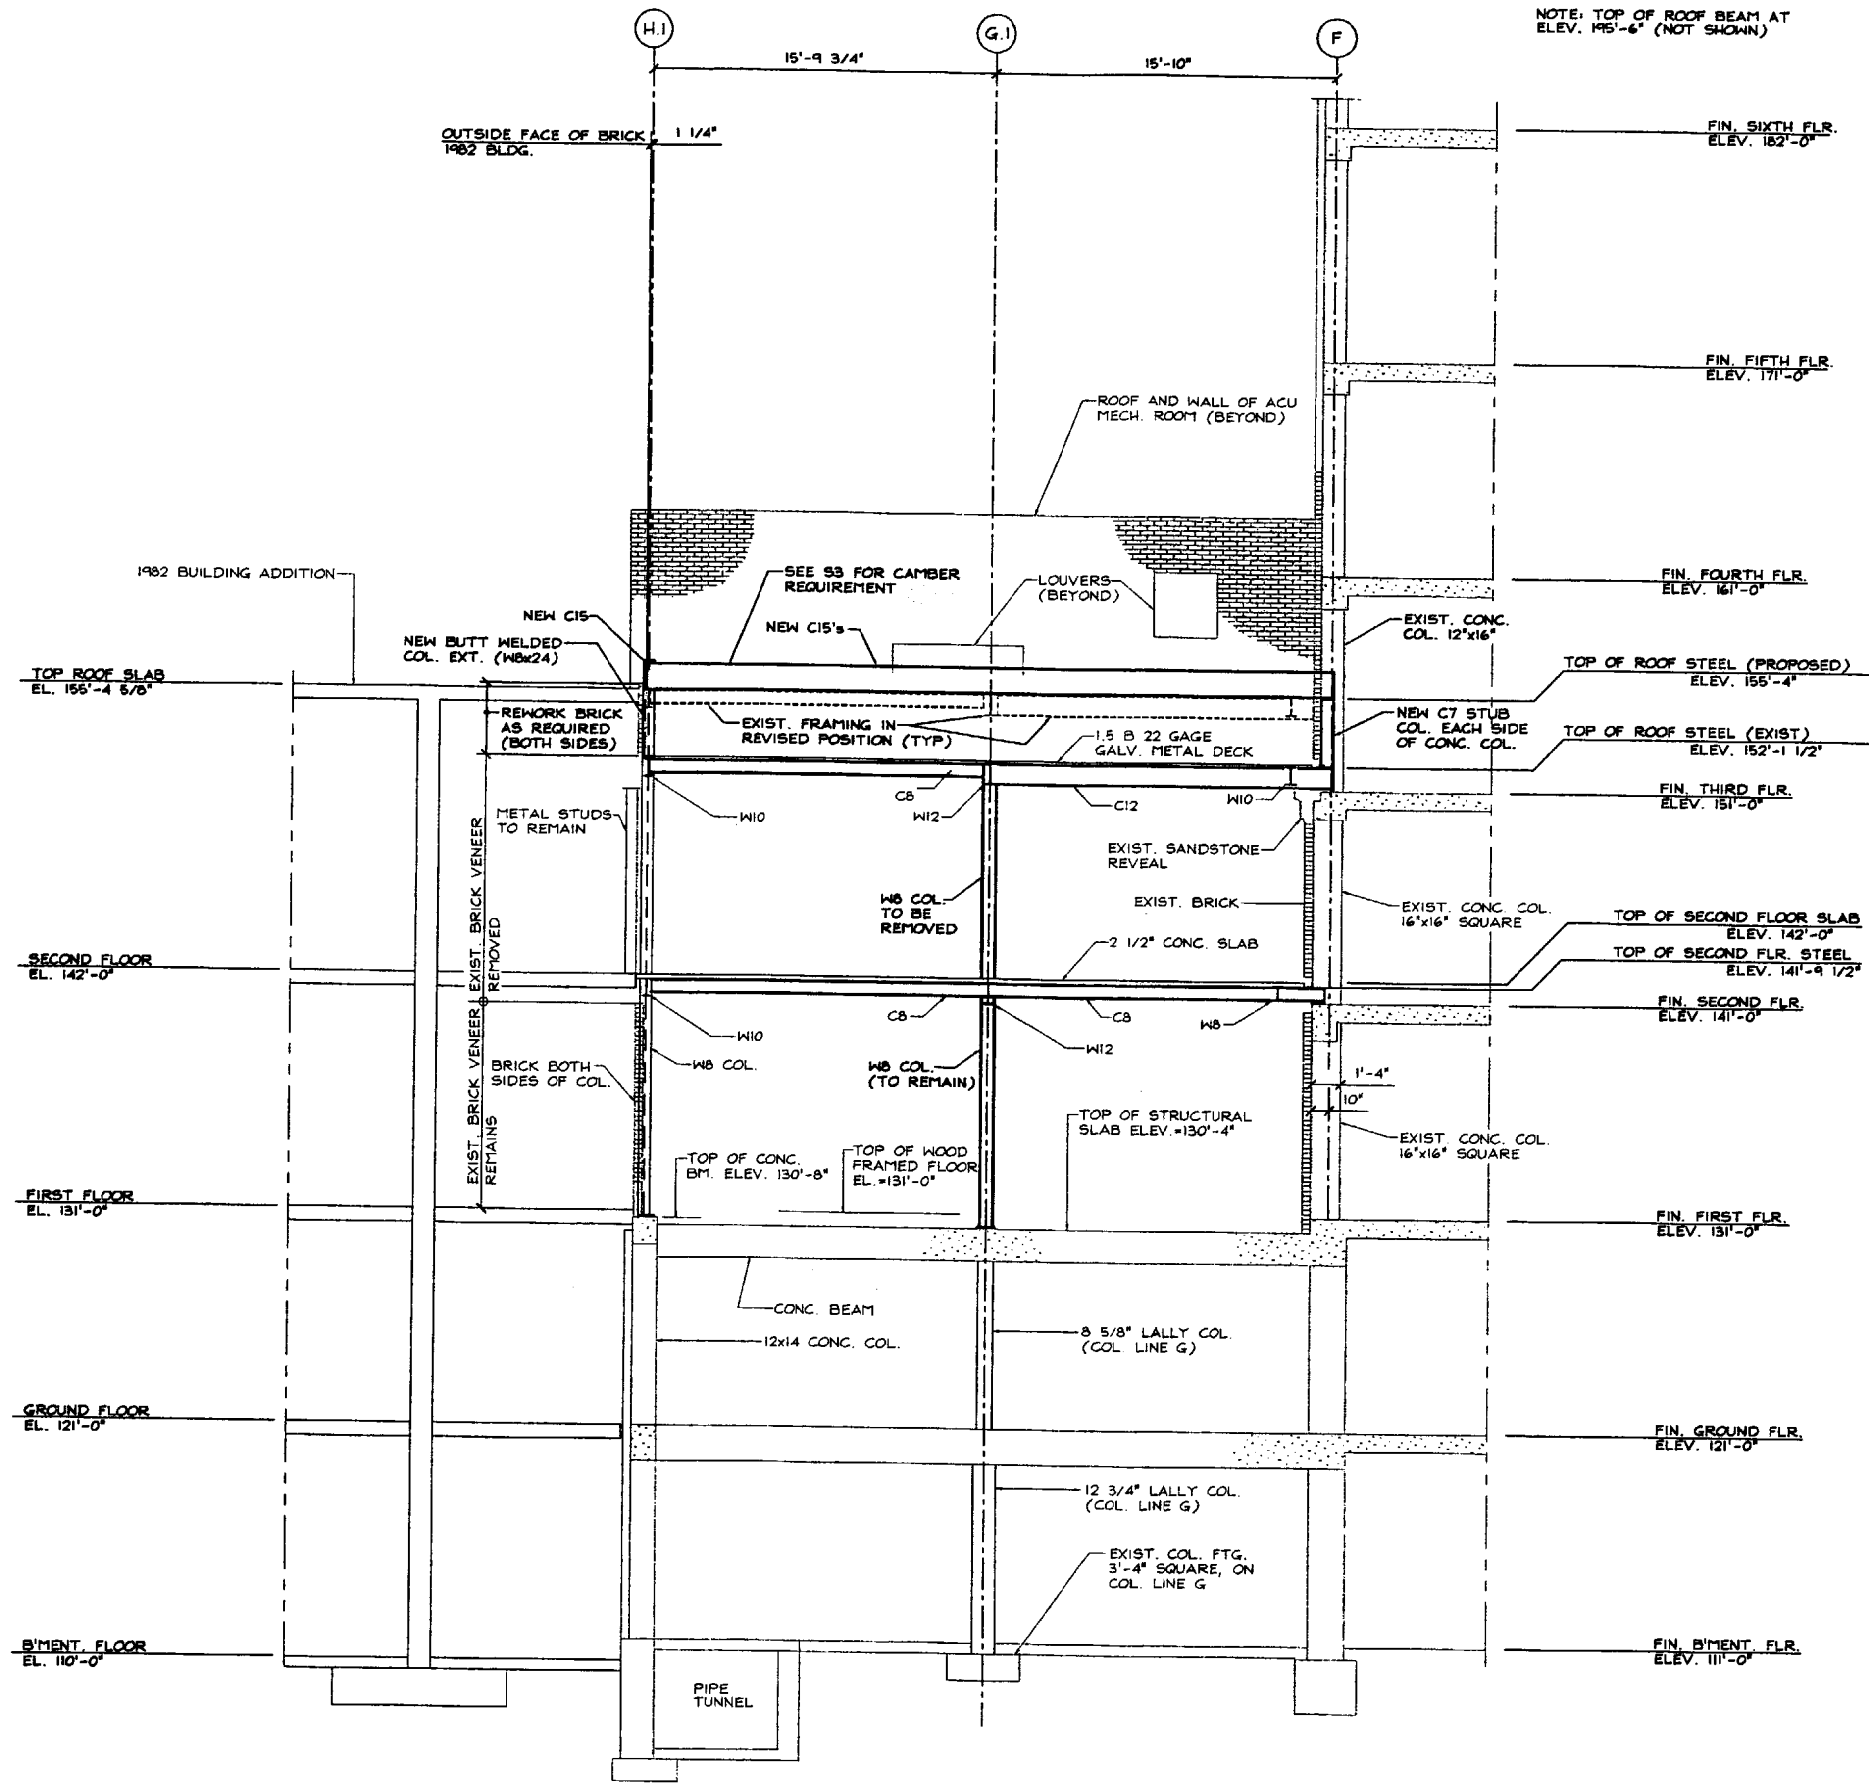 H.1
G.1
F
NOTE: TOP OF ROOF BEAM AT
ELEV. 195'-6" (NOT SHOWN)
15'-9 3/4"
15'-10"
OUTSIDE FACE OF BRICK
1982 BLDG.
1 1/4"
FIN. SIXTH FLR.
ELEV. 182'-0"
FIN. FIFTH FLR.
ELEV. 171'-0"
ROOF AND WALL OF ACU
MECH. ROOM (BEYOND)
1982 BUILDING ADDITION
SEE S3 FOR CAMBER
REQUIREMENT
LOUVERS
(BEYOND)
FIN. FOURTH FLR.
ELEV. 161'-0"
NEW C15
NEW C15's
EXIST. CONC.
COL. 12"x16"
NEW BUTT WELDED
COL. EXT. (W8x24)
TOP ROOF SLAB
EL. 155'-4 5/8"
TOP OF ROOF STEEL (PROPOSED)
ELEV. 155'-4"
REWORK BRICK
AS REQUIRED
(BOTH SIDES)
EXIST. FRAMING IN
REVISED POSITION (TYP)
NEW C7 STUB
COL. EACH SIDE
OF CONC. COL.
1.5 B 22 GAGE
GALV. METAL DECK
TOP OF ROOF STEEL (EXIST)
ELEV. 152'-1 1/2"
C8
C12
W10
W12
W10
FIN. THIRD FLR.
ELEV. 151'-0"
METAL STUDS
TO REMAIN
EXIST. SANDSTONE
REVEAL
EXIST. BRICK VENEER
REMOVED
W8 COL.
TO BE
REMOVED
EXIST. BRICK
EXIST. CONC. COL.
16"x16" SQUARE
TOP OF SECOND FLOOR SLAB
ELEV. 142'-0"
2 1/2" CONC. SLAB
TOP OF SECOND FLR. STEEL
ELEV. 141'-9 1/2"
SECOND FLOOR
EL. 142'-0"
C8
C8
W8
FIN. SECOND FLR.
ELEV. 141'-0"
W10
W12
W8 COL.
W8 COL.
(TO REMAIN)
EXIST. BRICK VENEER
REMAINS
BRICK BOTH
SIDES OF COL.
1'-4"
10"
TOP OF STRUCTURAL
SLAB ELEV.=130'-4"
EXIST. CONC. COL.
16"x16" SQUARE
TOP OF CONC.
BM. ELEV. 130'-8"
TOP OF WOOD
FRAMED FLOOR
EL.=131'-0"
FIRST FLOOR
EL. 131'-0"
FIN. FIRST FLR.
ELEV. 131'-0"
CONC. BEAM
12x14 CONC. COL.
8 5/8" LALLY COL.
(COL. LINE G)
GROUND FLOOR
EL. 121'-0"
FIN. GROUND FLR.
ELEV. 121'-0"
12 3/4" LALLY COL.
(COL. LINE G)
EXIST. COL. FTG.
3'-4" SQUARE, ON
COL. LINE G
B'MENT. FLOOR
EL. 110'-0"
FIN. B'MENT. FLR.
ELEV. 111'-0"
PIPE
TUNNEL